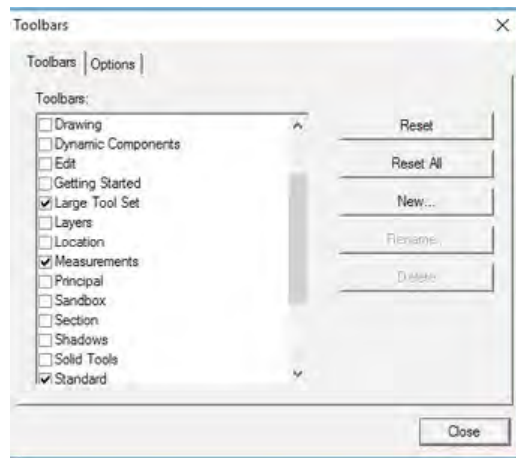 Toolbars
Toolbars
Options
Toolbars:
Drawing
Dynamic Components
Edit
Getting Started
Large Tool Set
Layers
Location
Measurements
Principal
Sandbox
Section
Shadows
Solid Tools
Standard
Reset
Reset All
New...
Rename...
Delete
Close